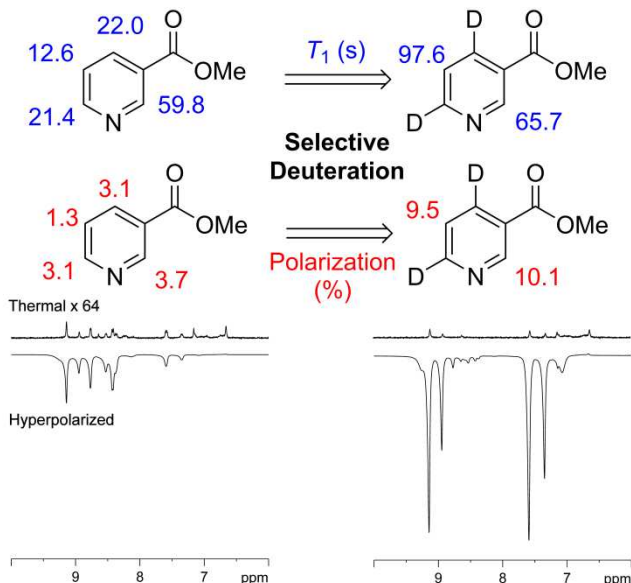 22.0 O D O
12.6 OMe T₁ (s) 97.6 OMe
21.4 N 59.8 D N 65.7
Selective
Deuteration
3.1 O D O
1.3 OMe 9.5 OMe
3.1 N 3.7 Polarization D N 10.1
(%)
Thermal x 64
Hyperpolarized
9 8 7 ppm 9 8 7 ppm